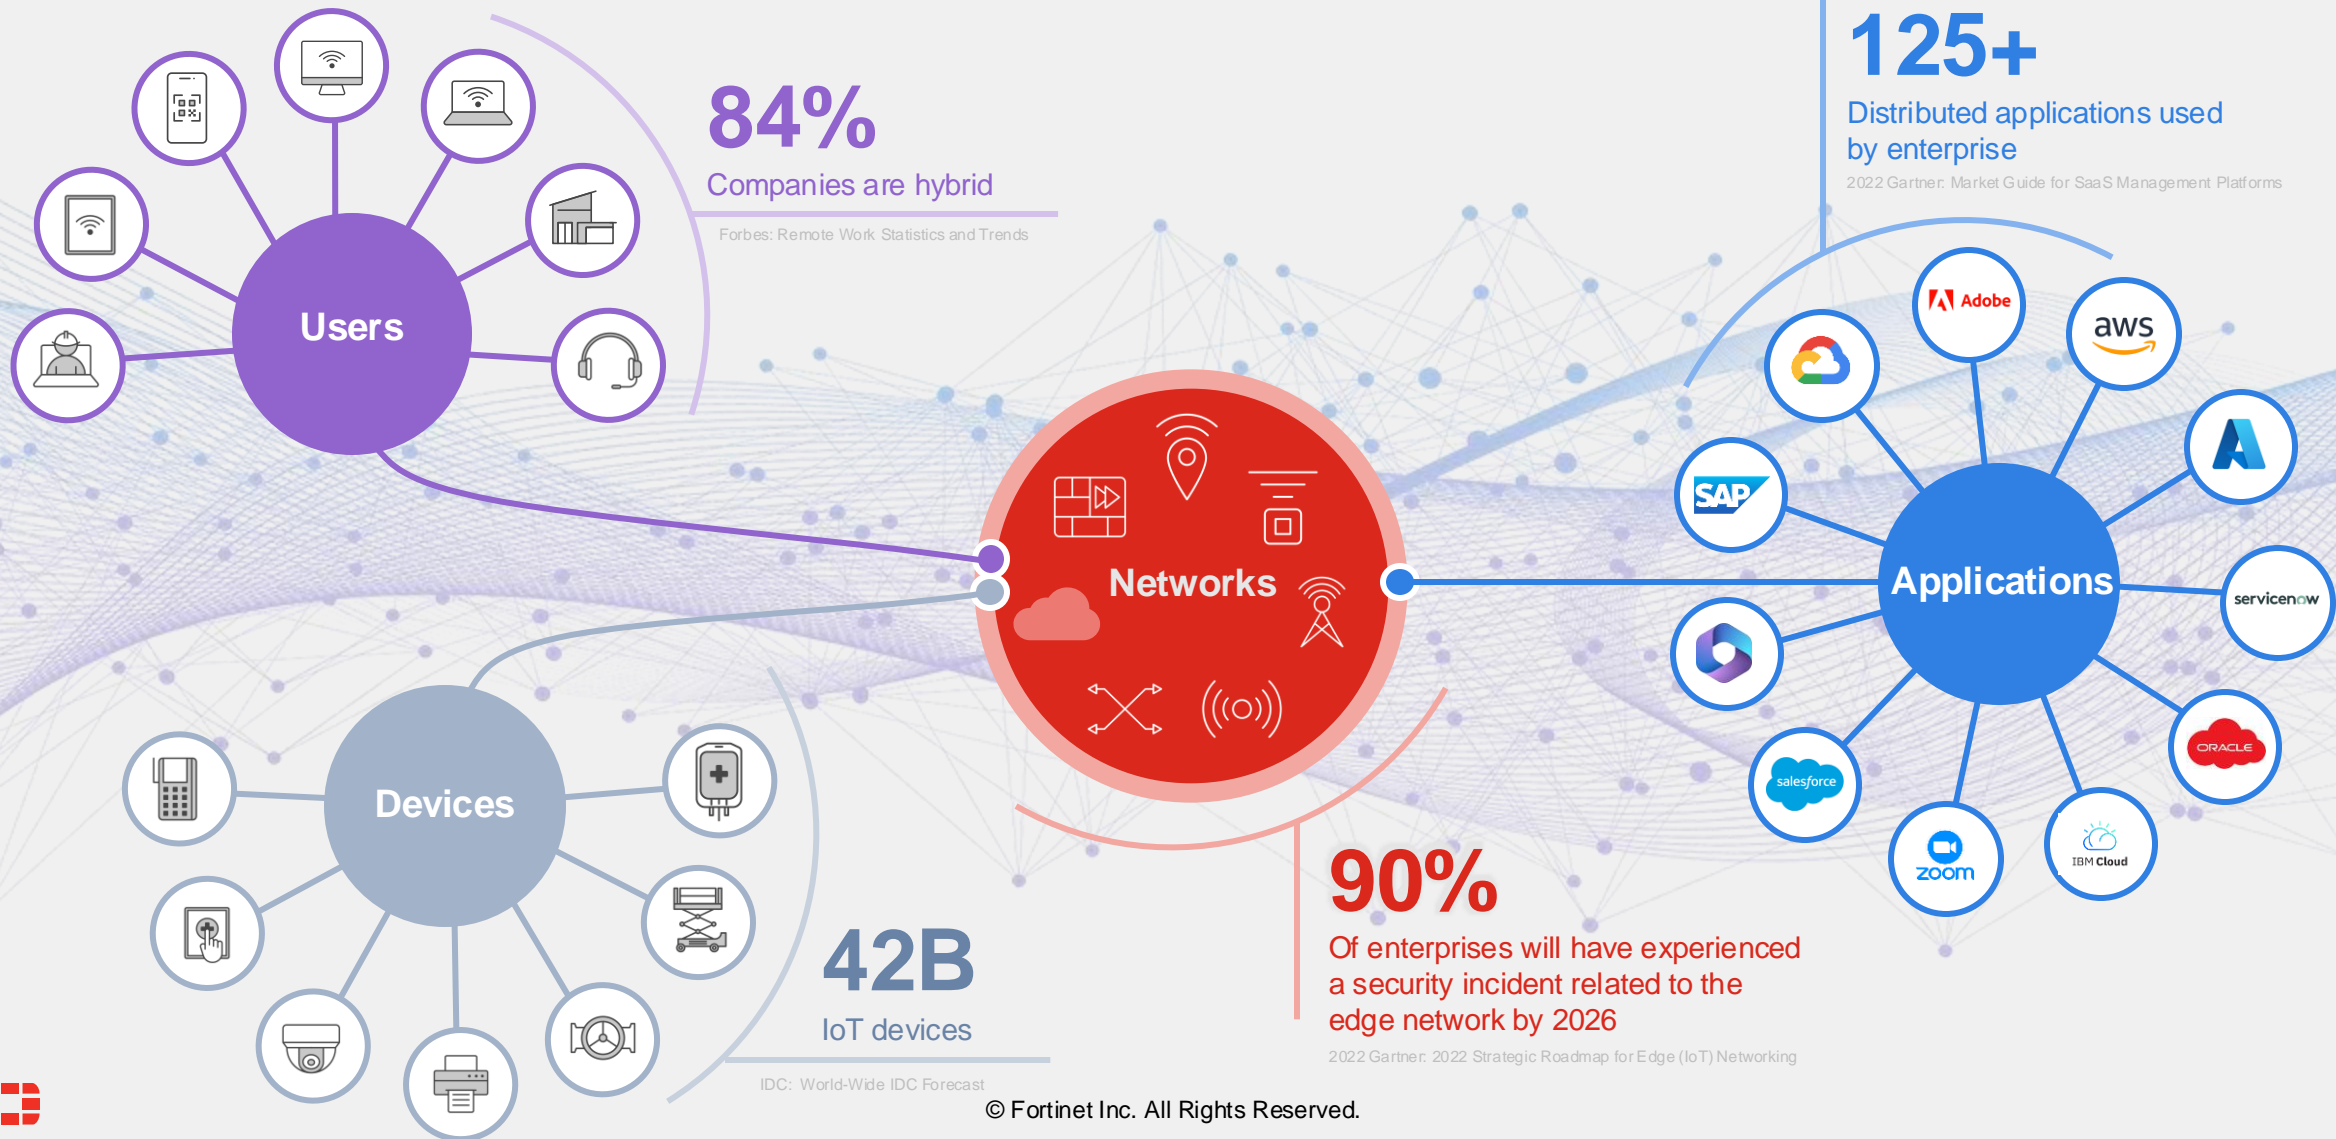 84%
Companies are hybrid
Forbes: Remote Work Statistics and Trends
Users
125+
Distributed applications used
by enterprise
2022 Gartner: Market Guide for SaaS Management Platforms
Adobe
aws
SAP
servicenow
ORACLE
IBM Cloud
zoom
salesforce
Applications
Networks
Devices
42B
IoT devices
IDC: World-Wide IDC Forecast
90%
Of enterprises will have experienced
a security incident related to the
edge network by 2026
2022 Gartner: 2022 Strategic Roadmap for Edge (IoT) Networking
© Fortinet Inc. All Rights Reserved.